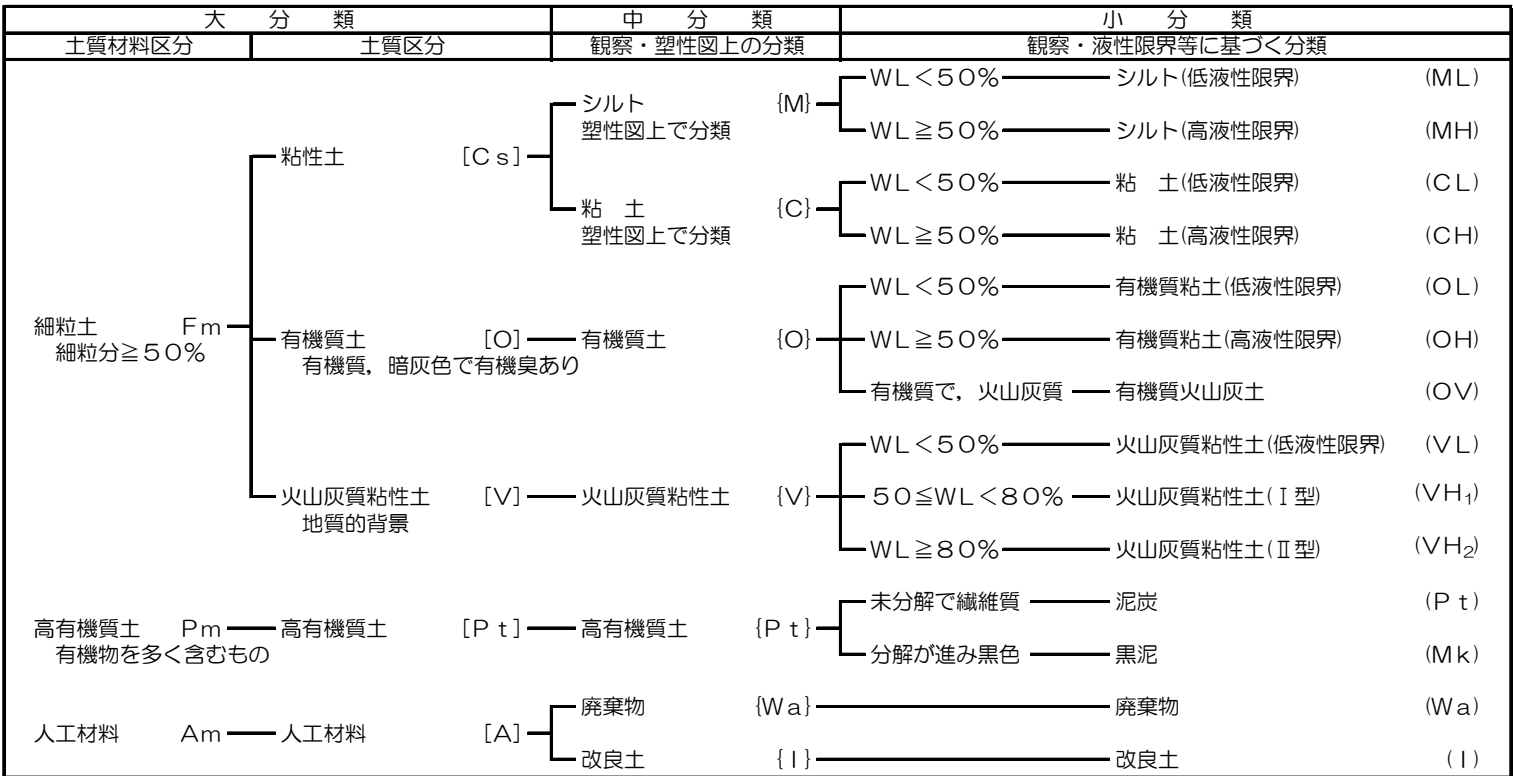 大　分　類　中　分　類　小　分　類
土質材料区分　土質区分　観察・塑性図上の分類　観察・液性限界等に基づく分類
WL＜50%　シルト(低液性限界)　(ML)
シルト　{M}
塑性図上で分類
WL≧50%　シルト(高液性限界)　(MH)
粘性土　[Cs]
WL＜50%　粘　土(低液性限界)　(CL)
粘　土　{C}
塑性図上で分類
WL≧50%　粘　土(高液性限界)　(CH)
WL＜50%　有機質粘土(低液性限界)　(OL)
細粒土　Fm
細粒分≧50%
有機質土　[O]　有機質土　{O}　WL≧50%　有機質粘土(高液性限界)　(OH)
有機質，暗灰色で有機臭あり
有機質で，火山灰質　有機質火山灰土　(OV)
WL＜50%　火山灰質粘性土(低液性限界)　(VL)
火山灰質粘性土　[V]　火山灰質粘性土　{V}　50≦WL＜80%　火山灰質粘性土(Ⅰ型)　(VH₁)
地質的背景
WL≧80%　火山灰質粘性土(Ⅱ型)　(VH₂)
未分解で繊維質　泥炭　(Pt)
高有機質土　Pm　高有機質土　[Pt]　高有機質土　{Pt}
有機物を多く含むもの
分解が進み黒色　黒泥　(Mk)
廃棄物　{Wa}　廃棄物　(Wa)
人工材料　Am　人工材料　[A]
改良土　{I}　改良土　(I)